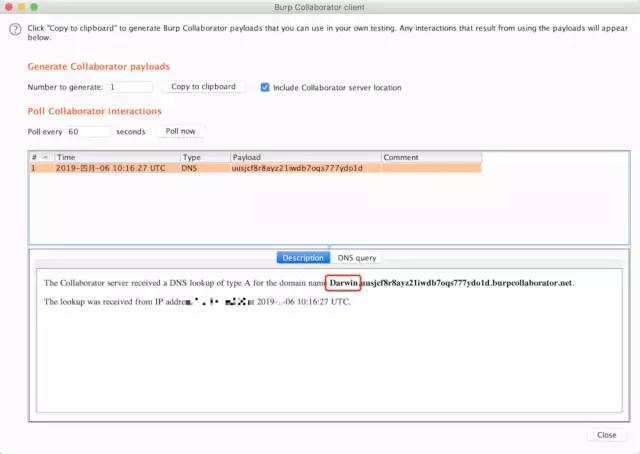 Burp Collaborator client
Click "Copy to clipboard" to generate Burp Collaborator payloads that you can use in your own testing. Any interactions that result from using the payloads will appear
below.
Generate Collaborator payloads
Number to generate: 1 Copy to clipboard Include Collaborator server location
Poll Collaborator interactions
Poll every 60 seconds Poll now
# Time Type Payload Comment
1 2019-四月-06 10:16:27 UTC DNS uusjcf8r8ayz21iwdb7oqs777ydo1d
Description DNS query
The Collaborator server received a DNS lookup of type A for the domain name Darwin.uusjcf8r8ayz21iwdb7oqs777ydo1d.burpcollaborator.net.
The lookup was received from IP addre 2019-..-06 10:16:27 UTC.
Close